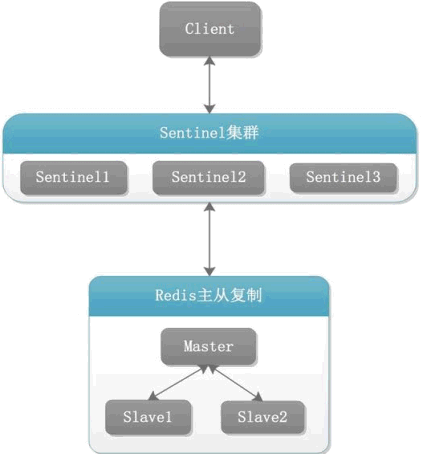 Client
Sentinel集群
Sentinel1
Sentinel2
Sentinel3
Redis主从复制
Master
Slave1
Slave2